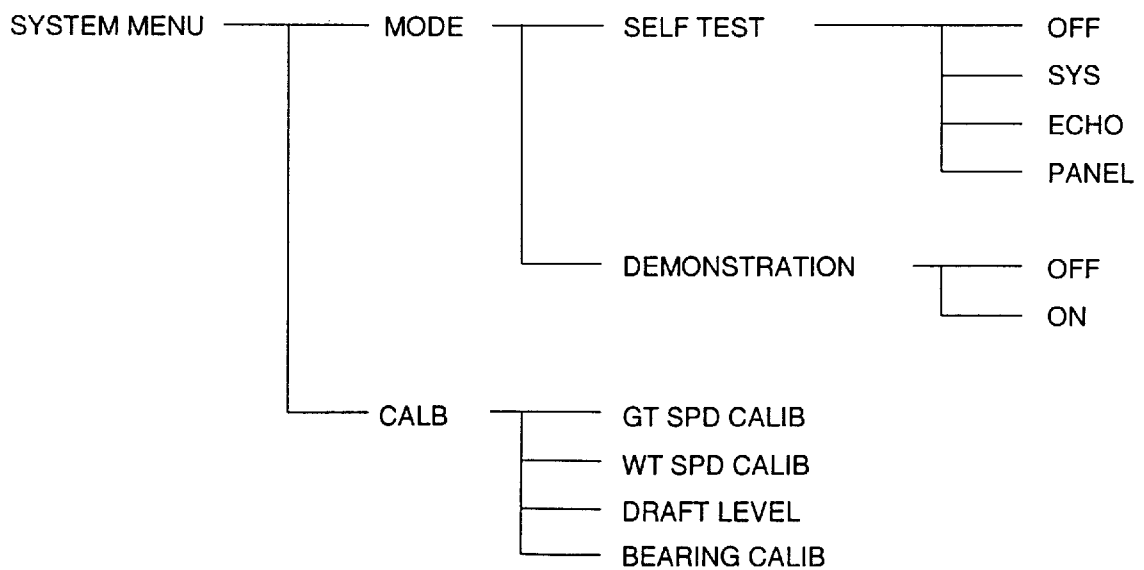 SYSTEM MENU MODE SELF TEST OFF
SYS
ECHO
PANEL
DEMONSTRATION OFF
ON
CALB GT SPD CALIB
WT SPD CALIB
DRAFT LEVEL
BEARING CALIB